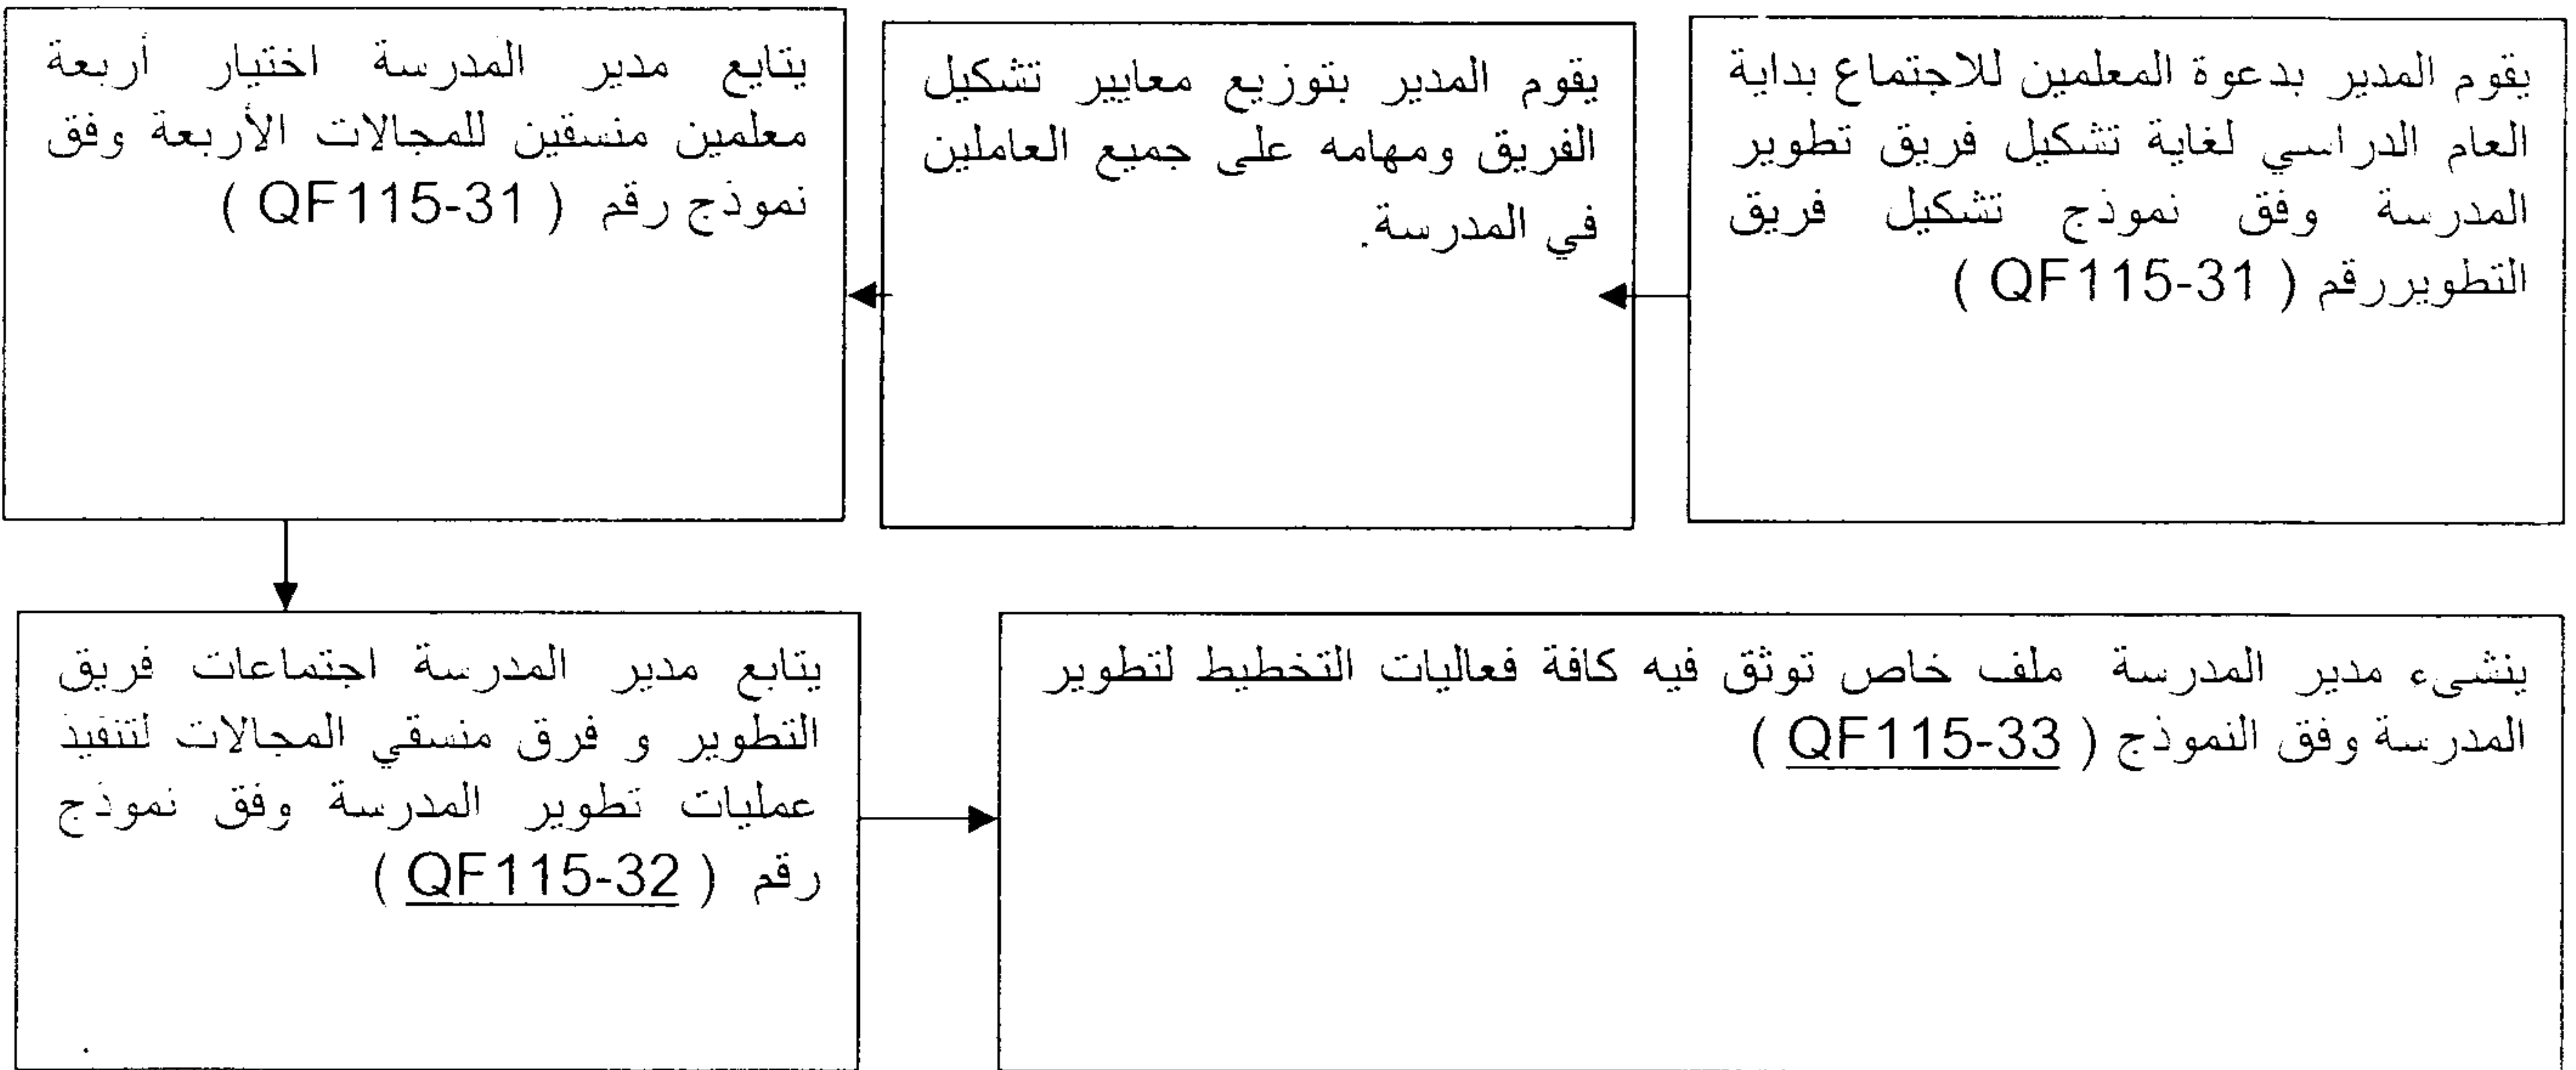 يقوم المدير بدعوة المعلمين للاجتماع بداية
العام الدراسي لغاية تشكيل فريق تطوير
المدرسة وفق نموذج تشكيل فريق
التطويررقم ( QF115-31 )
يقوم المدير بتوزيع معايير تشكيل
الفريق ومهامه على جميع العاملين
في المدرسة.
يتابع مدير المدرسة اختيار أربعة
معلمين منسقين للمجالات الأربعة وفق
نموذج رقم ( QF115-31 )
يتابع مدير المدرسة اجتماعات فريق
التطوير و فرق منسقي المجالات لتنفيذ
عمليات تطوير المدرسة وفق نموذج
رقم ( QF115-32 )
ينشىء مدير المدرسة ملف خاص توثق فيه كافة فعاليات التخطيط لتطوير
المدرسة وفق النموذج ( QF115-33 )